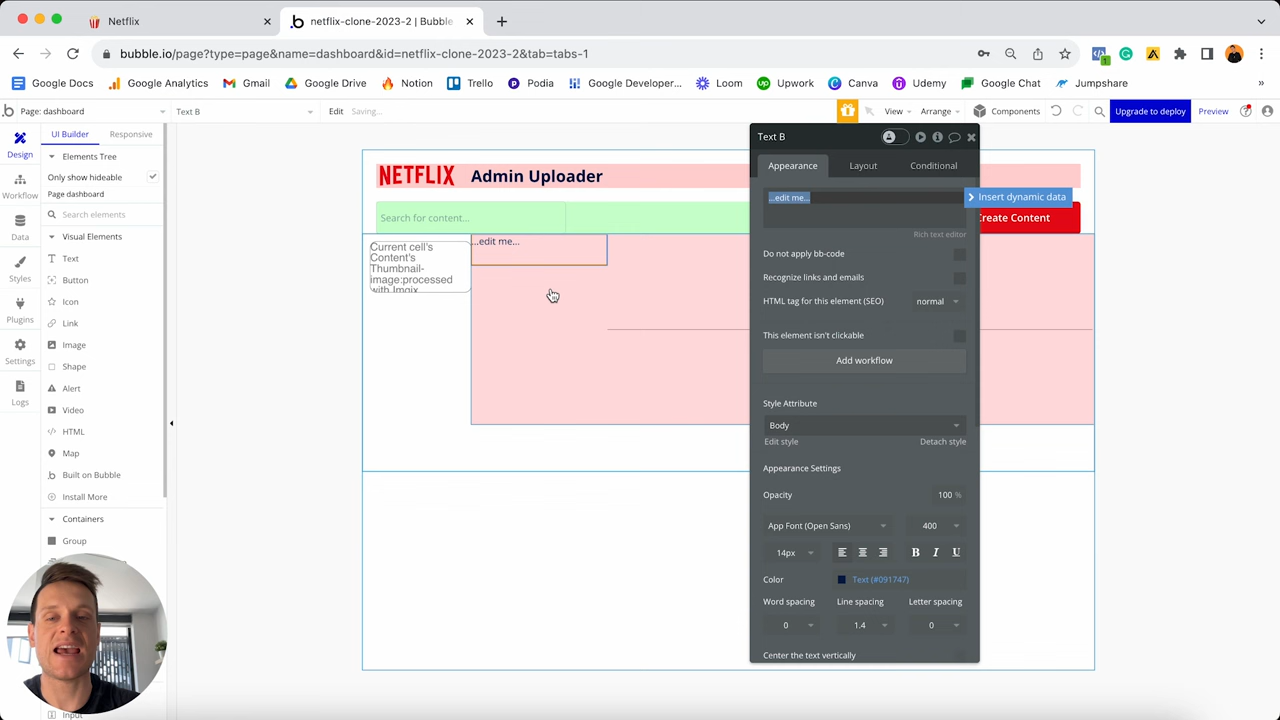 Netflix
netflix-clone-2023-2 | Bubble
bubble.io/page?type=page&name=dashboard&id=netflix-clone-2023-2&tab=tabs-1
Google Docs
Google Analytics
Gmail
Google Drive
Notion
Trello
Podia
Google Developer...
Loom
Upwork
Canva
Udemy
Google Chat
Jumpshare
Page: dashboard
Text B
Edit
Saving...
View
Arrange
Components
Upgrade to deploy
Preview
Design
Workflow
Data
Styles
Plugins
Settings
Logs
UI Builder
Responsive
Elements Tree
Only show hideable
Page dashboard
Search elements
Visual Elements
Text
Button
Icon
Link
Image
Shape
Alert
Video
HTML
Map
Built on Bubble
Install More
Containers
Group
Input
NETFLIX
Admin Uploader
Search for content...
Create Content
Current cell's
Content's
Thumbnail-
image:processed
with Imgix
...edit me...
Text B
Appearance
Layout
Conditional
...edit me...
Insert dynamic data
Rich text editor
Do not apply bb-code
Recognize links and emails
HTML tag for this element (SEO)
normal
This element isn't clickable
Add workflow
Style Attribute
Body
Edit style
Detach style
Appearance Settings
Opacity
100 %
App Font (Open Sans)
400
14px
B I U
Color
Text (#091747)
Word spacing
Line spacing
Letter spacing
0
1.4
0
Center the text vertically